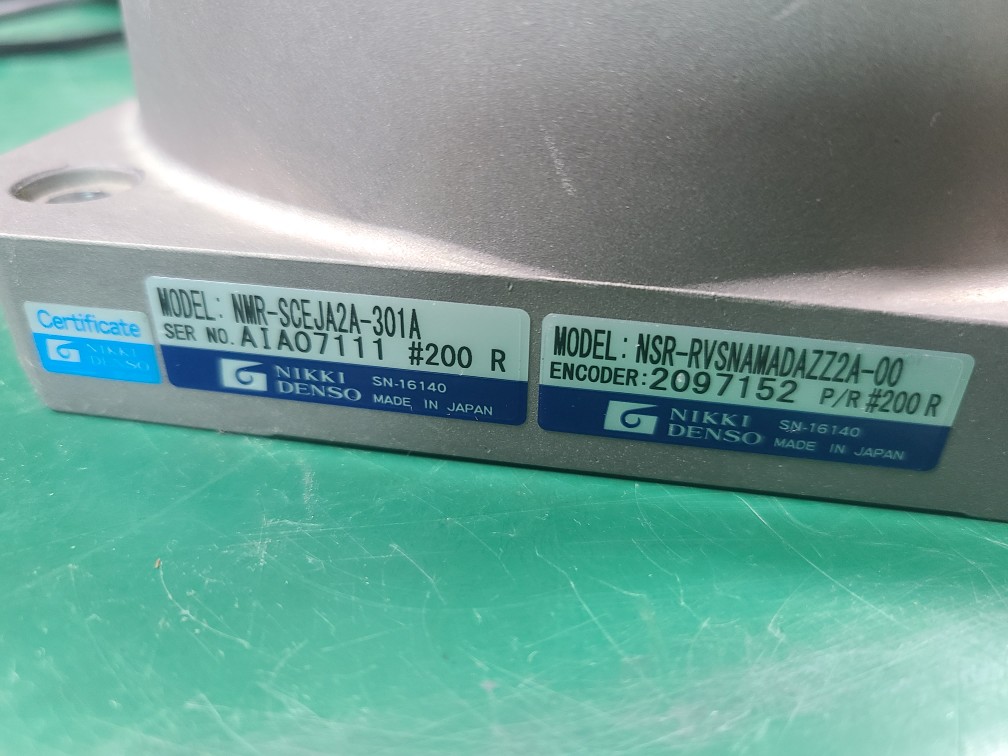 Certificate
NIKKI
DENSO
MODEL: NMR-SCEJA2A-301A
SER NO. AIA07111 #200 R
NIKKI
DENSO
SN-16140
MADE IN JAPAN
MODEL: NSR-RVSNAMADAZZ2A-00
ENCODER:2097152 P/R #200 R
NIKKI
DENSO
SN-16140
MADE IN JAPAN